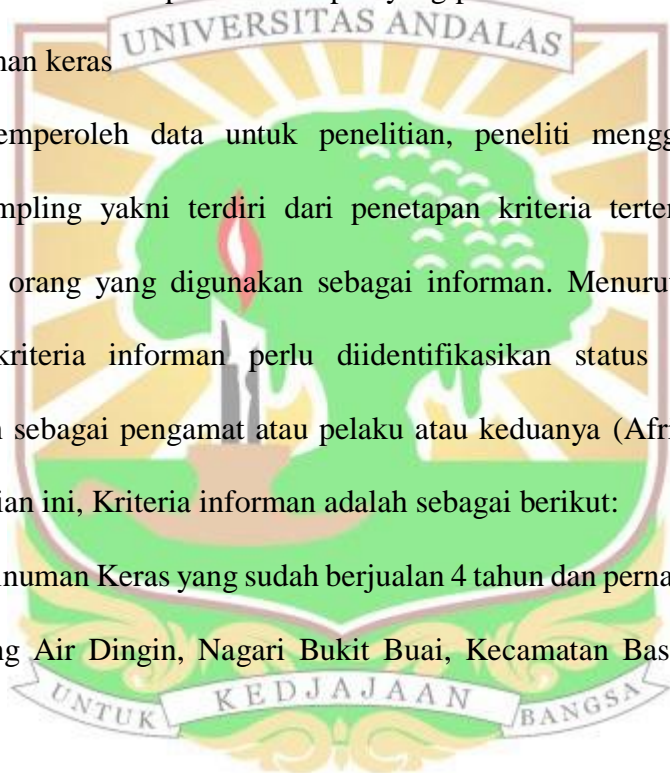 UNIVERSITAS ANDALAS
nan keras
emperoleh data untuk penelitian, peneliti mengg
mpling yakni terdiri dari penetapan kriteria terter
orang yang digunakan sebagai informan. Menurut
kriteria informan perlu diidentifikasikan status
sebagai pengamat atau pelaku atau keduanya (Afri
ian ini, Kriteria informan adalah sebagai berikut:
inuman Keras yang sudah berjualan 4 tahun dan perna
ng Air Dingin, Nagari Bukit Buai, Kecamatan Bas
UNTUK KEDJAJAAN BANGSA